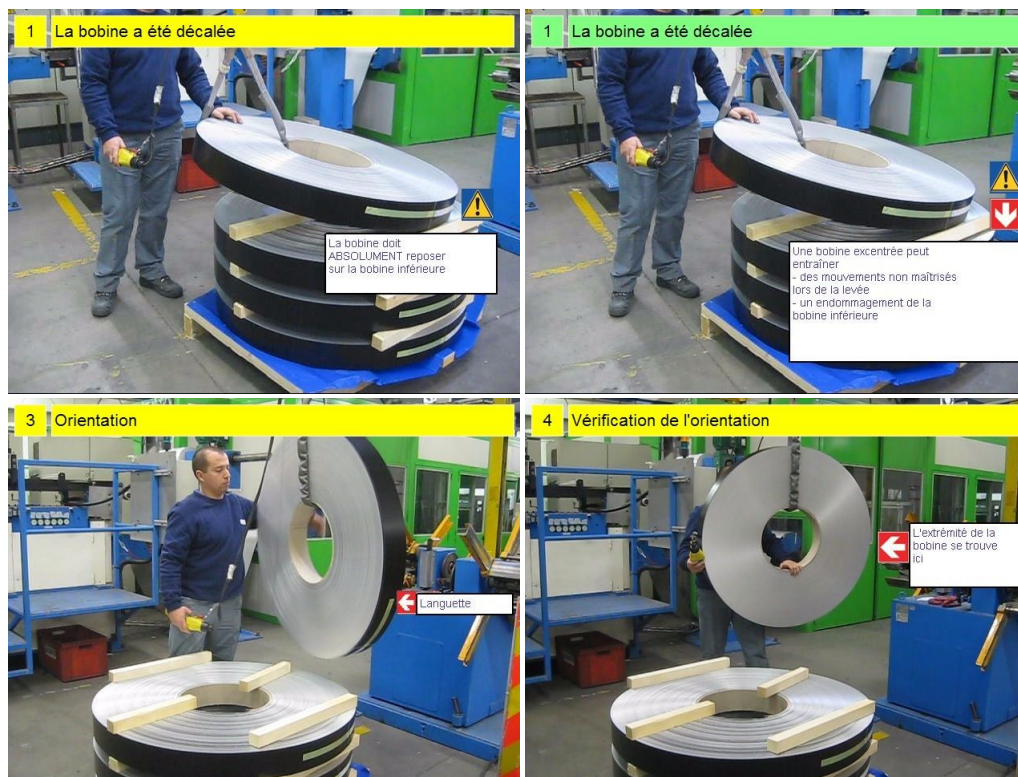 1 La bobine a été décalée
La bobine doit
ABSOLUMENT reposer
sur la bobine inférieure
1 La bobine a été décalée
Une bobine excentrée peut
entraîner
- des mouvements non maîtrisés
lors de la levée
- un endommagement de la
bobine inférieure
3 Orientation
Languette
4 Vérification de l'orientation
L'extrémité de la
bobine se trouve
ici